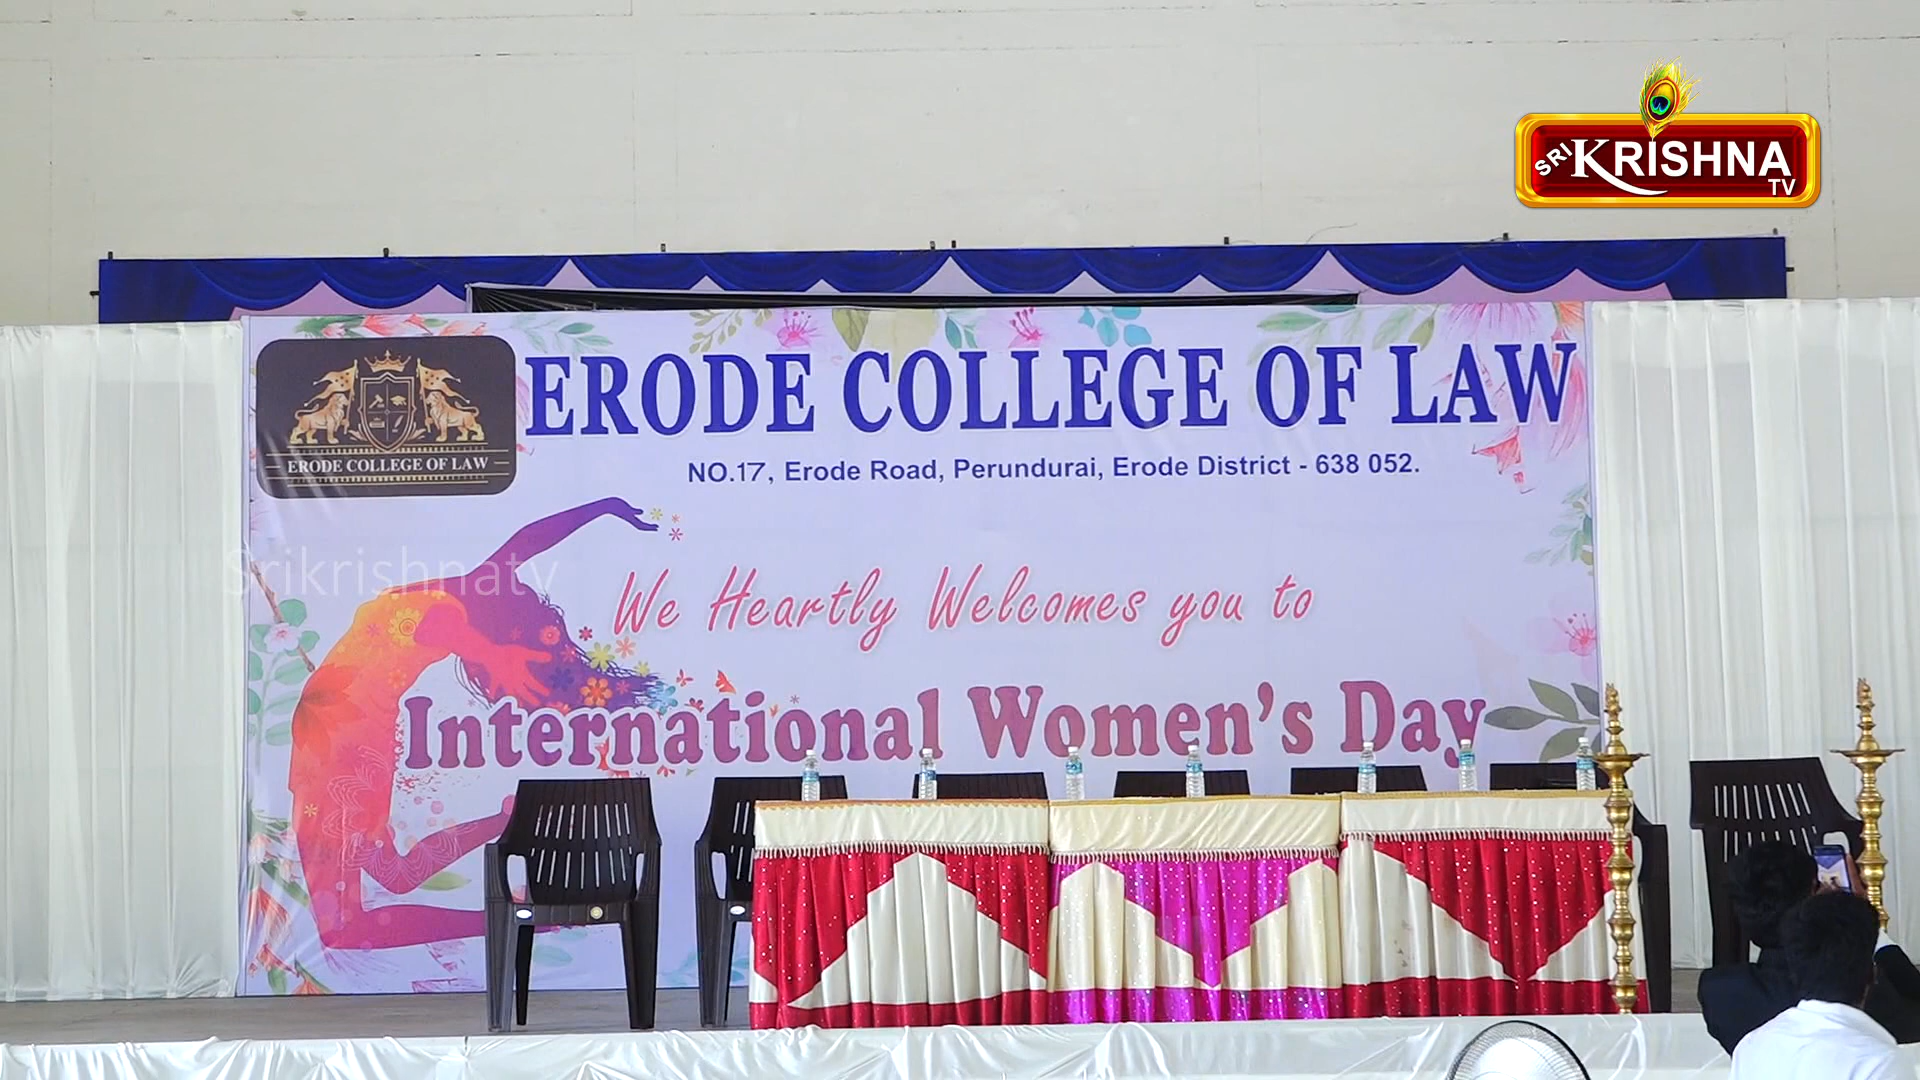 SRI KRISHNA TV
ERODE COLLEGE OF LAW
ERODE COLLEGE OF LAW
NO.17, Erode Road, Perundurai, Erode District - 638 052.
Srikrishnatv
We Heartly Welcomes you to
International Women's Day